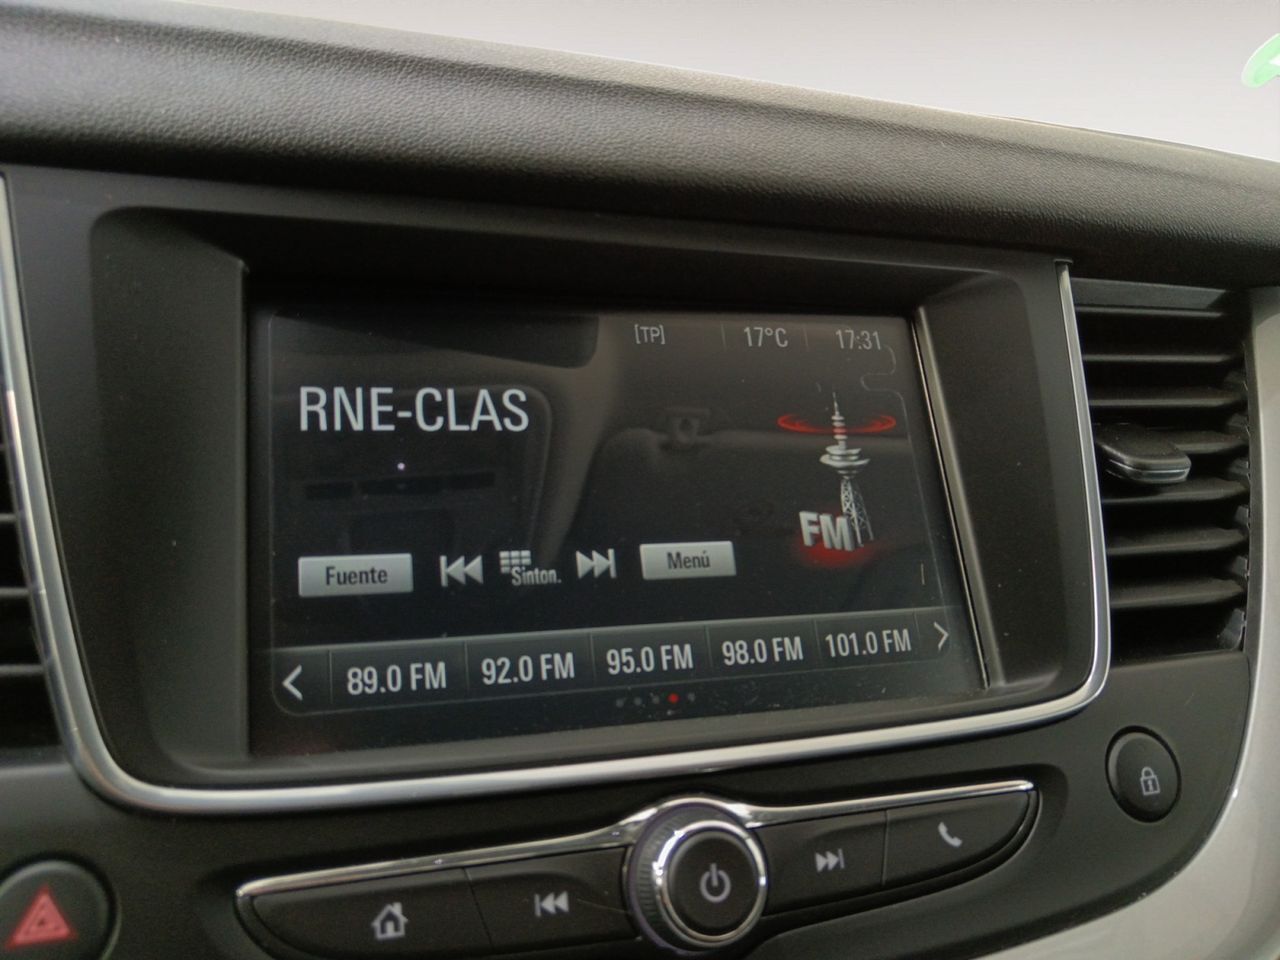 [TP] 17°C 17:31
RNE-CLAS
FM
Fuente Sinton. Menú
89.0 FM 92.0 FM 95.0 FM 98.0 FM 101.0 FM